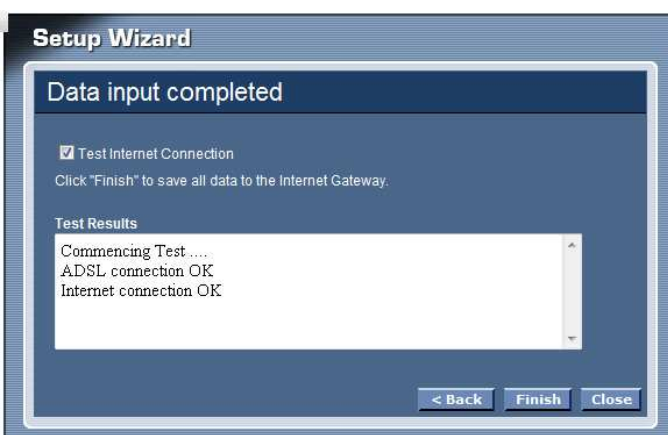 Setup Wizard
Data input completed
Test Internet Connection
Click "Finish" to save all data to the Internet Gateway.
Test Results
Commencing Test ....
ADSL connection OK
Internet connection OK
< Back Finish Close